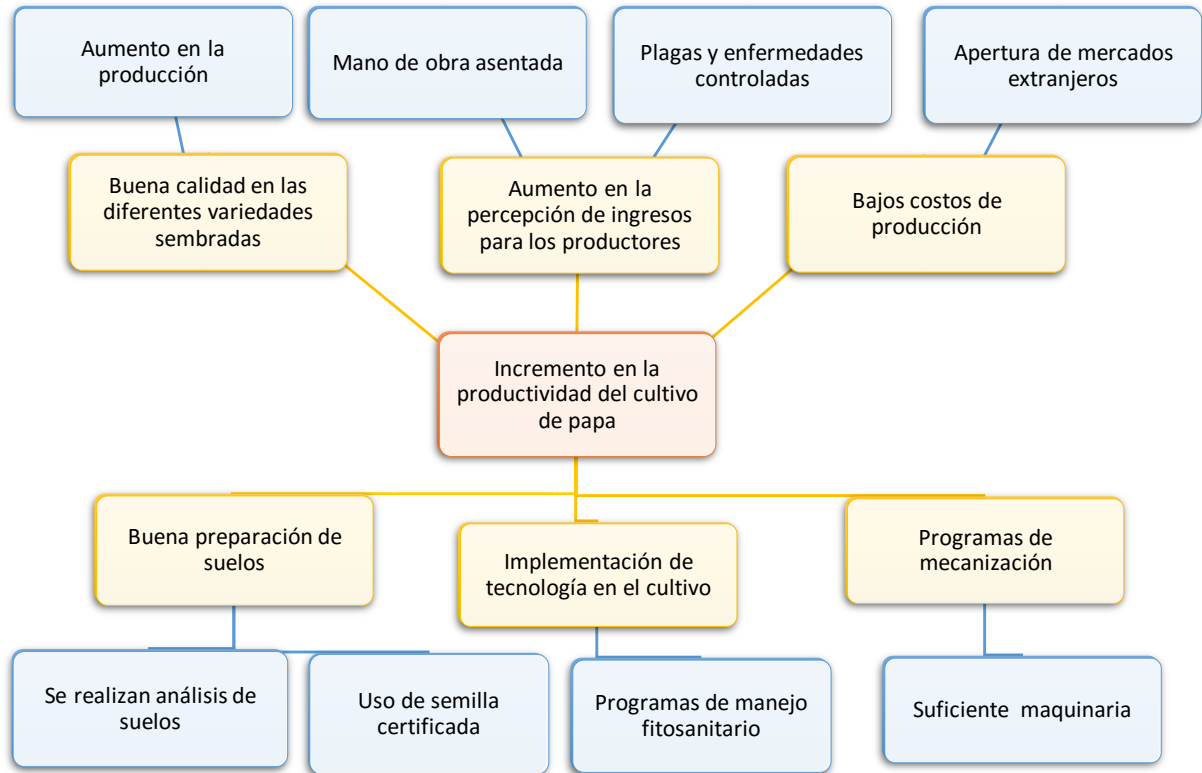 Aumento en la
producción
Mano de obra asentada
Plagas y enfermedades
controladas
Apertura de mercados
extranjeros
Buena calidad en las
diferentes variedades
sembradas
Aumento en la
percepción de ingresos
para los productores
Bajos costos de
producción
Incremento en la
productividad del cultivo
de papa
Buena preparación de
suelos
Implementación de
tecnología en el cultivo
Programas de
mecanización
Se realizan análisis de
suelos
Uso de semilla
certificada
Programas de manejo
fitosanitario
Suficiente maquinaria